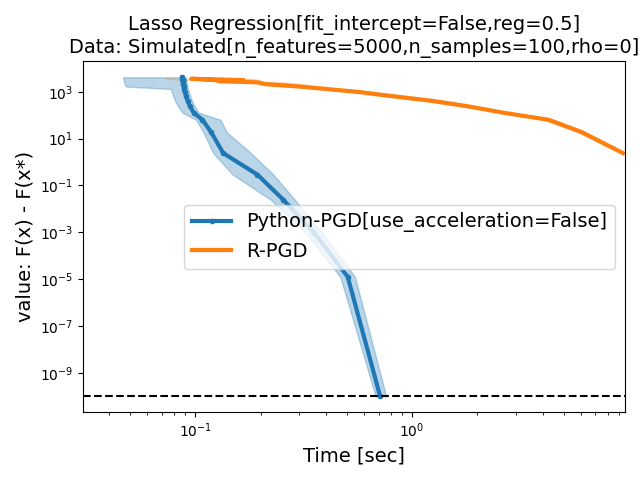 Lasso Regression[fit_intercept=False,reg=0.5]
Data: Simulated[n_features=5000,n_samples=100,rho=0]
value: F(x) - F(x*)
10³
10¹
10⁻¹
10⁻³
10⁻⁵
10⁻⁷
10⁻⁹
Python-PGD[use_acceleration=False]
R-PGD
10⁻¹
10⁰
Time [sec]